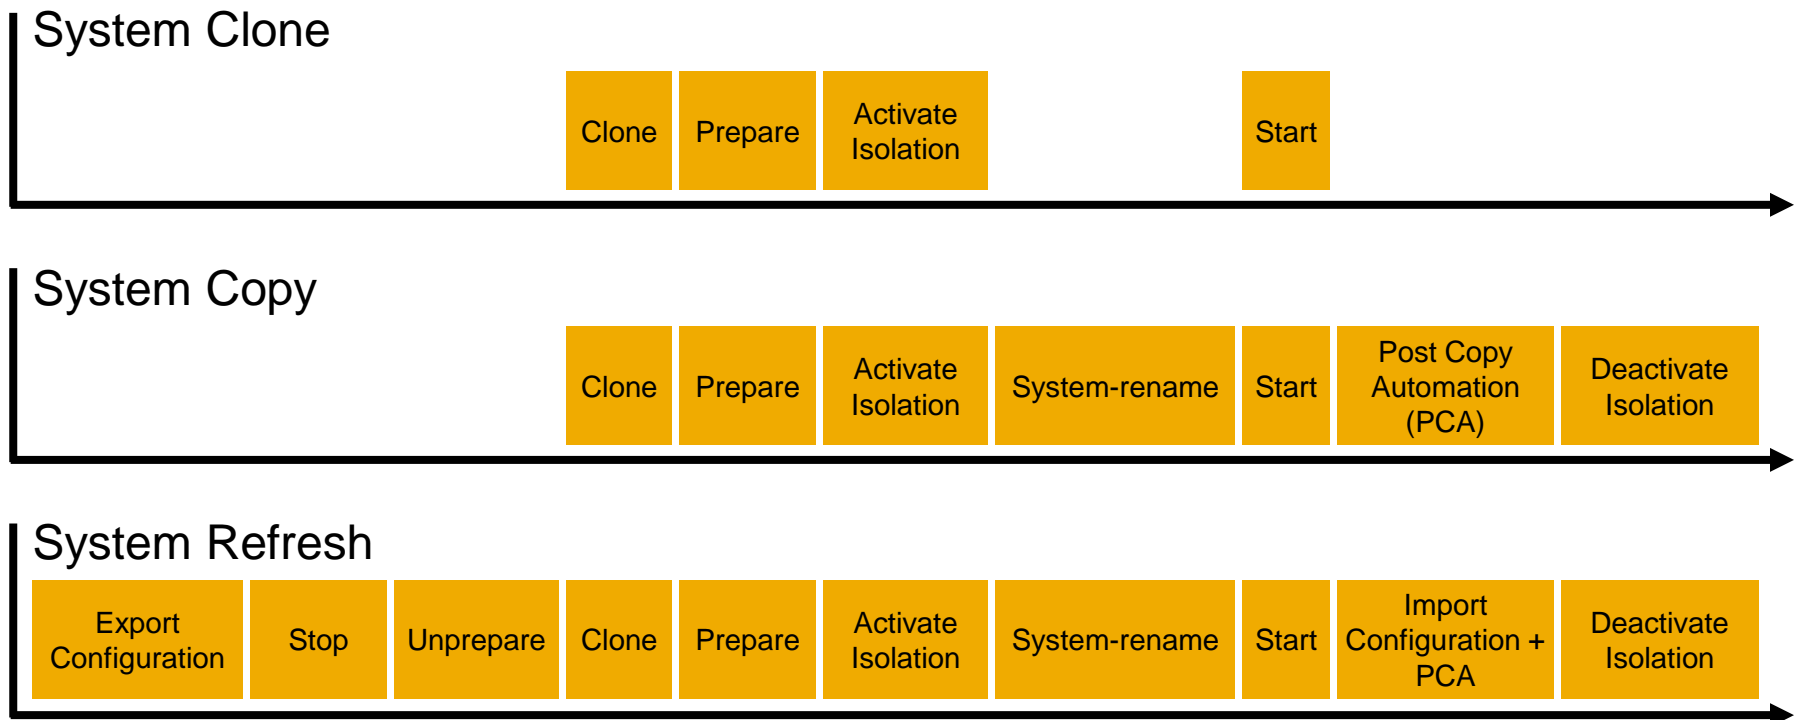 System Clone
Clone
Prepare
Activate
Isolation
Start
System Copy
Clone
Prepare
Activate
Isolation
System-rename
Start
Post Copy
Automation
(PCA)
Deactivate
Isolation
System Refresh
Export
Configuration
Stop
Unprepare
Clone
Prepare
Activate
Isolation
System-rename
Start
Import
Configuration +
PCA
Deactivate
Isolation